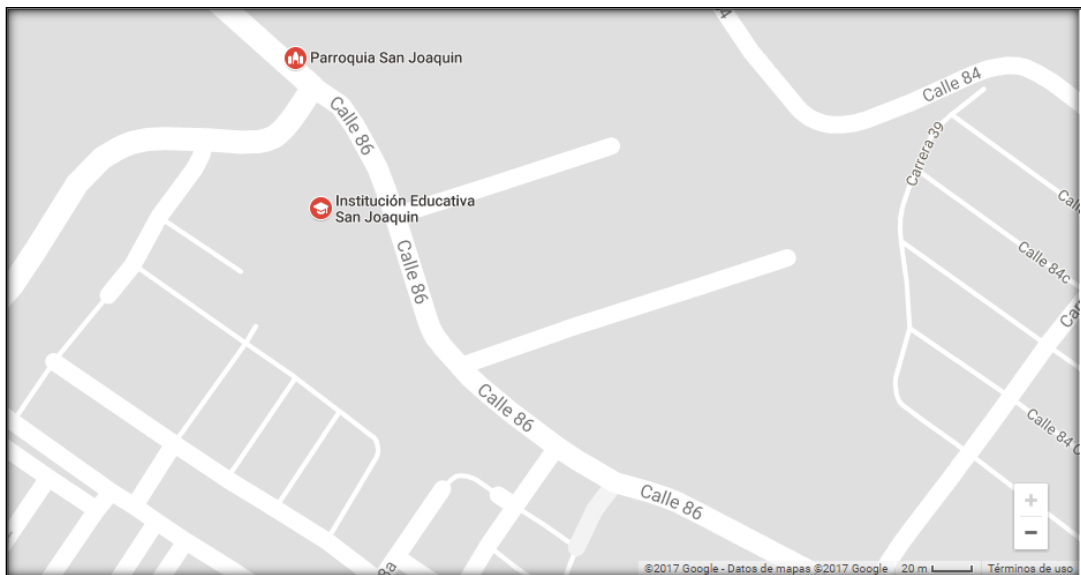 Parroquia San Joaquin
Calle 84
Calle 86
Carrera 39
Institución Educativa
San Joaquin
Calle 86
Calle 84c
Calle 86
Calle 84
Calle 86
©2017 Google - Datos de mapas ©2017 Google
20 m
Términos de uso